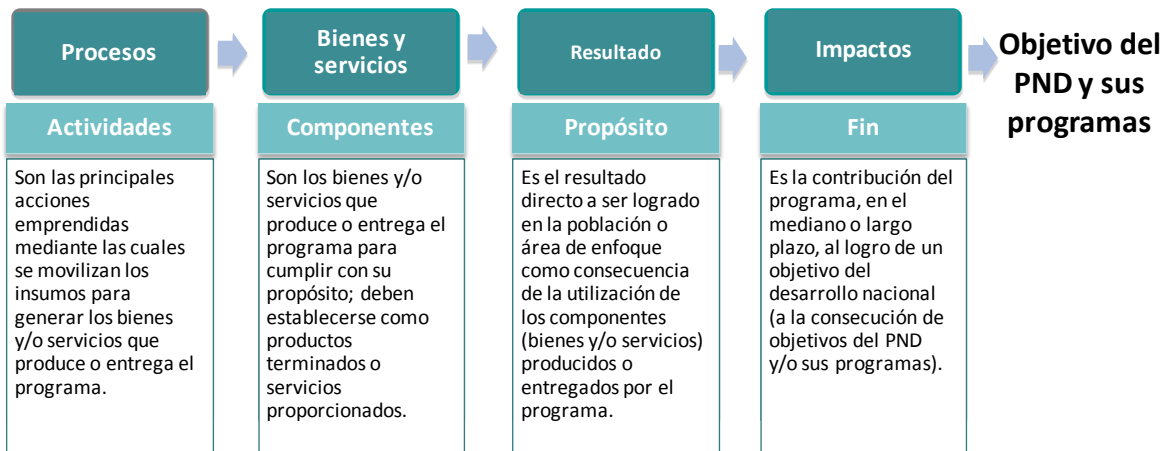 Procesos
Bienes y
servicios
Resultado
Impactos
Objetivo del
PND y sus
programas
Actividades
Componentes
Propósito
Fin
Son las principales
acciones
emprendidas
mediante las cuales
se movilizan los
insumos para
generar los bienes
y/o servicios que
produce o entrega el
programa.
Son los bienes y/o
servicios que
produce o entrega el
programa para
cumplir con su
propósito; deben
establecerse como
productos
terminados o
servicios
proporcionados.
Es el resultado
directo a ser logrado
en la población o
área de enfoque
como consecuencia
de la utilización de
los componentes
(bienes y/o servicios)
producidos o
entregados por el
programa.
Es la contribución del
programa, en el
mediano o largo
plazo, al logro de un
objetivo del
desarrollo nacional
(a la consecución de
objetivos del PND
y/o sus programas).